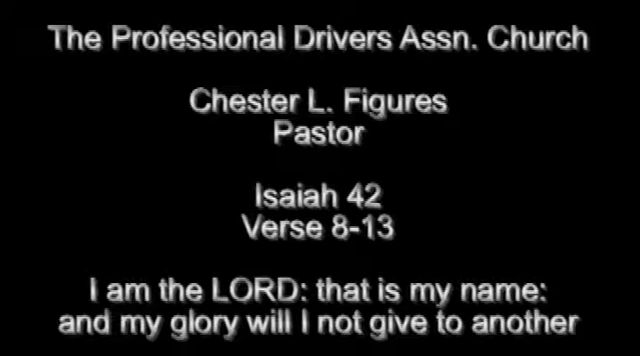 The Professional Drivers Assn. Church
Chester L. Figures
Pastor
Isaiah 42
Verse 8-13
I am the LORD: that is my name:
and my glory will I not give to another